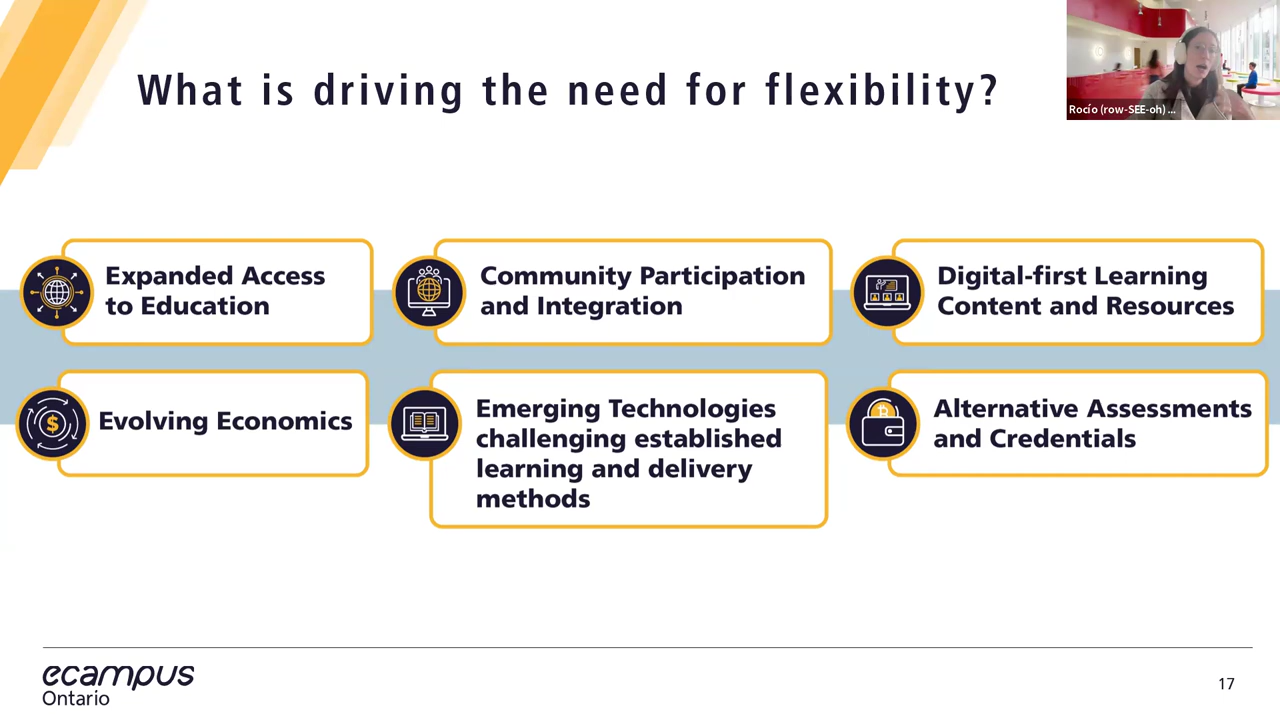 What is driving the need for flexibility?
Rocío (row-SEE-oh) ...
Expanded Access
to Education
Community Participation
and Integration
Digital-first Learning
Content and Resources
Evolving Economics
$
Emerging Technologies
challenging established
learning and delivery
methods
B
Alternative Assessments
and Credentials
ecampus
Ontario
17